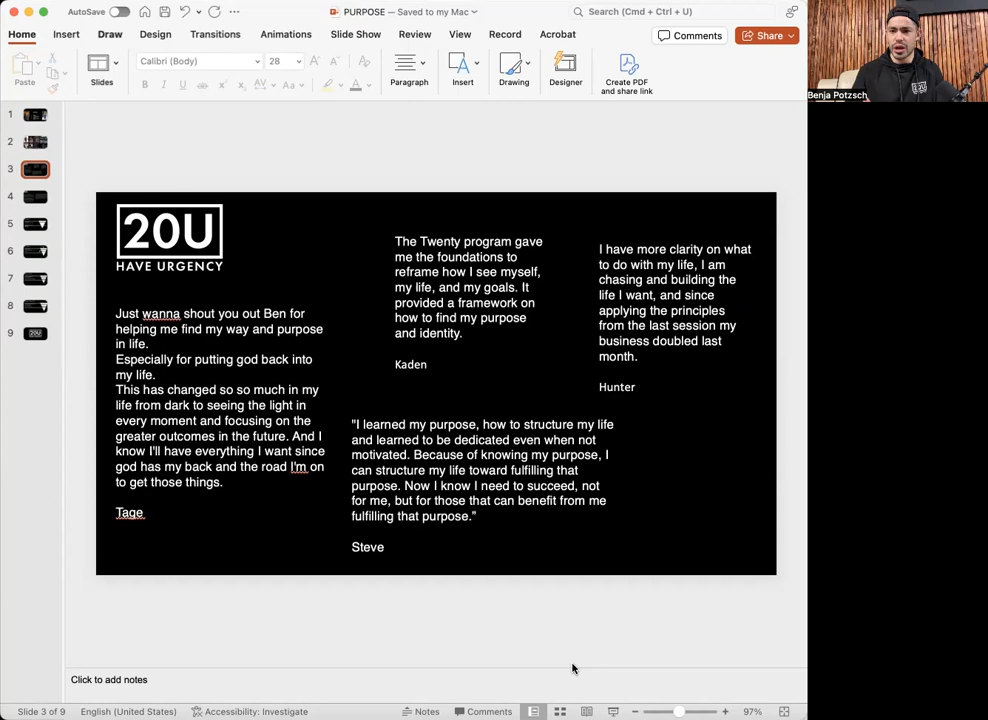 AutoSave
PURPOSE — Saved to my Mac
Search (Cmd + Ctrl + U)
Home
Insert
Draw
Design
Transitions
Animations
Slide Show
Review
View
Record
Acrobat
Comments
Share
Paste
Slides
Calibri (Body)
28
Paragraph
Insert
Drawing
Designer
Create PDF
and share link
Benja Potzsch
1
2
3
4
5
6
7
8
9
20U
HAVE URGENCY
Just wanna shout you out Ben for
helping me find my way and purpose
in life.
Especially for putting god back into
my life.
This has changed so so much in my
life from dark to seeing the light in
every moment and focusing on the
greater outcomes in the future. And I
know I'll have everything I want since
god has my back and the road I'm on
to get those things.
Tage
The Twenty program gave
me the foundations to
reframe how I see myself,
my life, and my goals. It
provided a framework on
how to find my purpose
and identity.
Kaden
I have more clarity on what
to do with my life, I am
chasing and building the
life I want, and since
applying the principles
from the last session my
business doubled last
month.
Hunter
"I learned my purpose, how to structure my life
and learned to be dedicated even when not
motivated. Because of knowing my purpose, I
can structure my life toward fulfilling that
purpose. Now I know I need to succeed, not
for me, but for those that can benefit from me
fulfilling that purpose."
Steve
Click to add notes
Slide 3 of 9
English (United States)
Accessibility: Investigate
Notes
Comments
97%